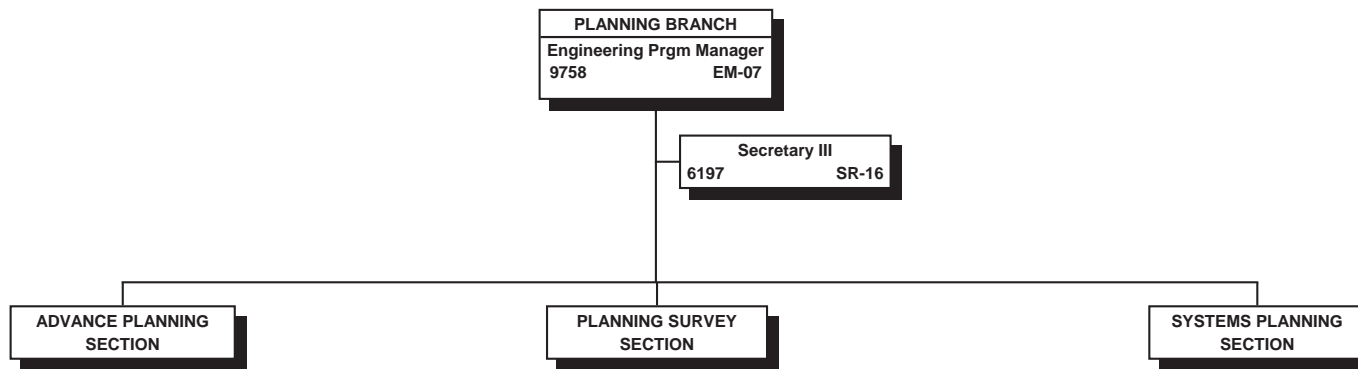 PLANNING BRANCH
Engineering Prgm Manager
9758 EM-07
Secretary III
6197 SR-16
ADVANCE PLANNING
SECTION
PLANNING SURVEY
SECTION
SYSTEMS PLANNING
SECTION